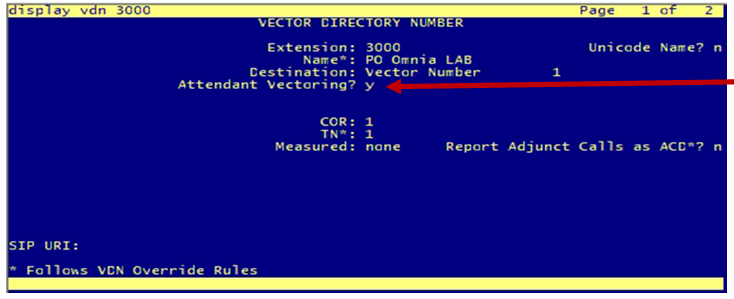 display vdn 3000 Page 1 of 2
VECTOR DIRECTORY NUMBER
Extension: 3000 Unicode Name? n
Name*: PO Omnia LAB
Destination: Vector Number 1
Attendant Vectoring? y
COR: 1
TN*: 1
Measured: none Report Adjunct Calls as ACD*? n
SIP URI:
* Follows VDN Override Rules